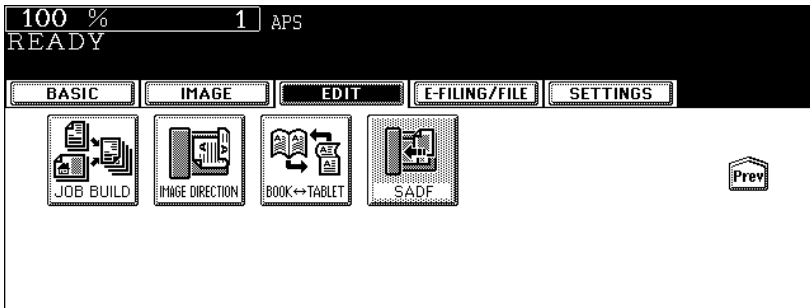 100 % 1 APS
READY
BASIC IMAGE EDIT E-FILING/FILE SETTINGS
JOB BUILD IMAGE DIRECTION BOOK↔TABLET SADF
Prev